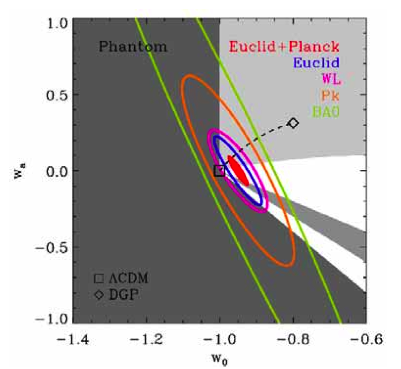 1.0
Phantom
Euclid+Planck
Euclid
WL
Pk
BAO
0.5
wa
0.0
-0.5
□ ΛCDM
◇ DGP
-1.0
-1.4 -1.2 -1.0 -0.8 -0.6
w0